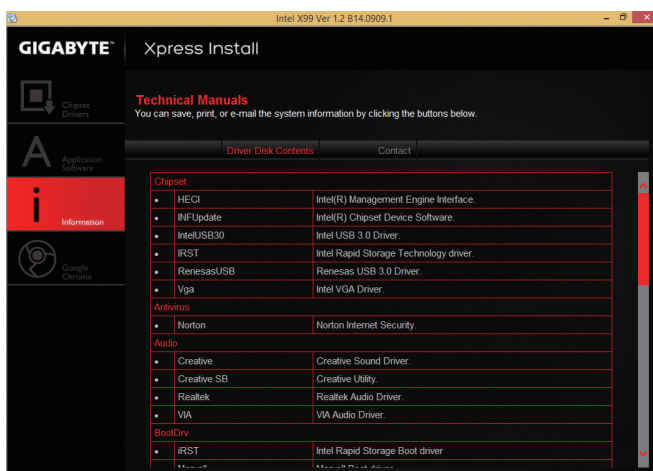 Intel X99 Ver 1.2 B14.0909.1
GIGABYTE™ Xpress Install
Chipset
Drivers
Application
Software
Information
Google
Chrome
Technical Manuals
You can save, print, or e-mail the system information by clicking the buttons below.
Driver Disk Contents Contact
Chipset
• HECI Intel(R) Management Engine Interface.
• INFUpdate Intel(R) Chipset Device Software.
• IntelUSB30 Intel USB 3.0 Driver.
• IRST Intel Rapid Storage Technology driver.
• RenesasUSB Renesas USB 3.0 Driver.
• Vga Intel VGA Driver.
Antivirus
• Norton Norton Internet Security.
Audio
• Creative Creative Sound Driver.
• Creative SB Creative Utility.
• Realtek Realtek Audio Driver.
• VIA VIA Audio Driver.
BootDrv
• iRST Intel Rapid Storage Boot driver